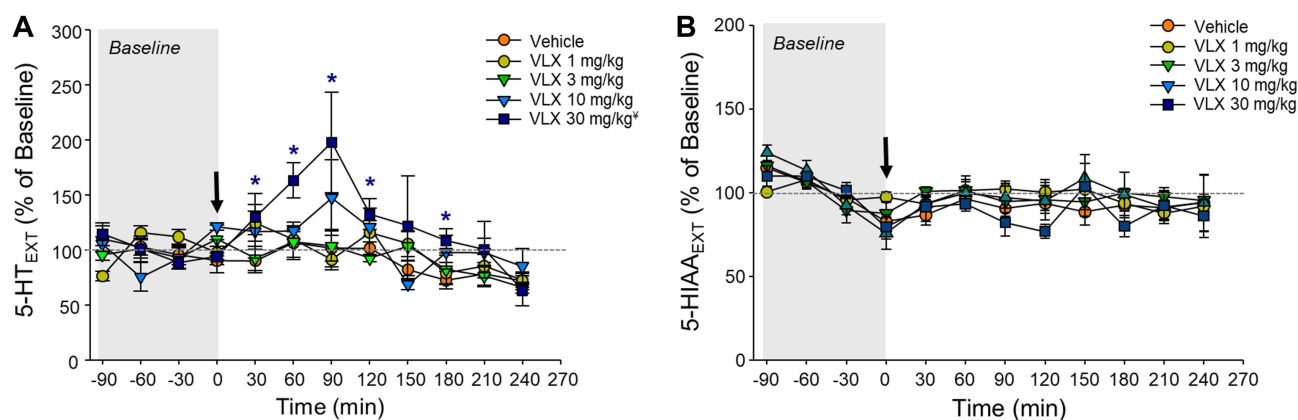 A
300
250
200
150
100
50
0
5-HTEXT (% of Baseline)
Baseline
Vehicle
VLX 1 mg/kg
VLX 3 mg/kg
VLX 10 mg/kg
VLX 30 mg/kg¥
* * * * *
-90 -60 -30 0 30 60 90 120 150 180 210 240 270
Time (min)
B
200
150
100
50
0
5-HIAAEXT (% of Baseline)
Baseline
Vehicle
VLX 1 mg/kg
VLX 3 mg/kg
VLX 10 mg/kg
VLX 30 mg/kg
-90 -60 -30 0 30 60 90 120 150 180 210 240 270
Time (min)